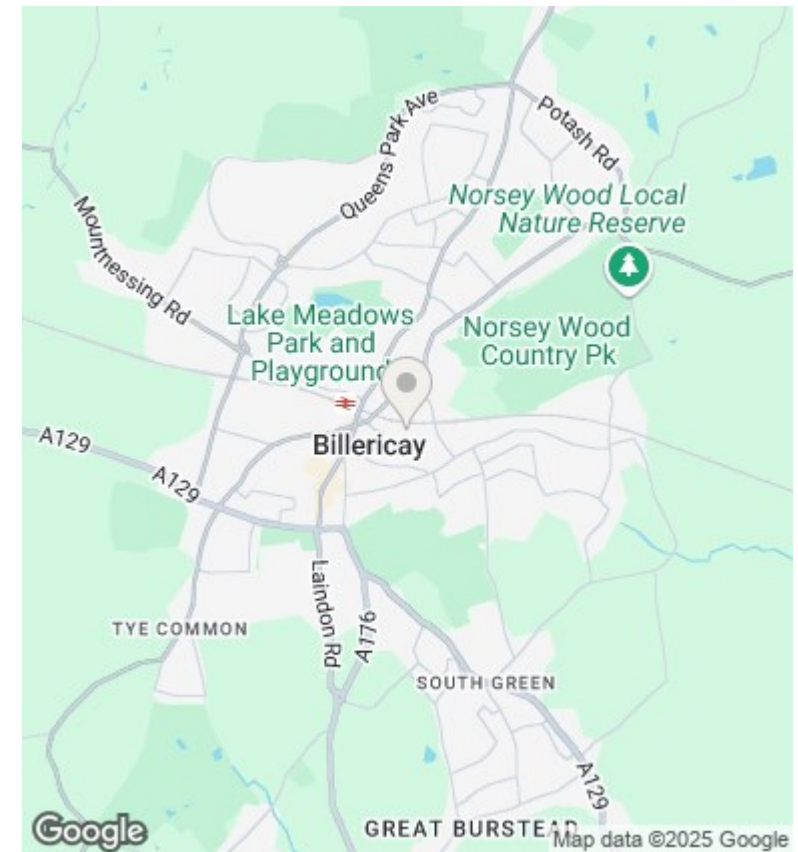 Queens Park Ave
Potash Rd
Mountnessing Rd
Norsey Wood Local
Nature Reserve
Lake Meadows
Park and
Playground
Norsey Wood
Country Pk
A129
A129
Billericay
Laindon Rd
A176
TYE COMMON
SOUTH GREEN
A129
GREAT BURSTEAD
Google
Map data ©2025 Google